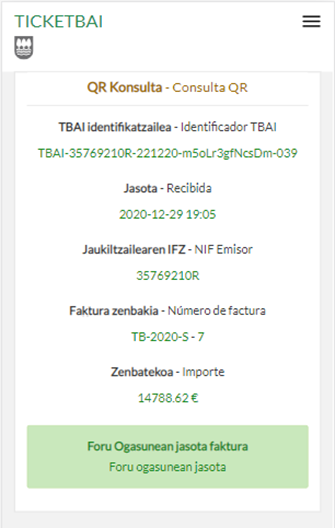 TICKETBAI
QR Konsulta - Consulta QR
TBAI identifikatzailea - Identificador TBAI
TBAI-35769210R-221220-m5oLr3gfNcsDm-039
Jasota - Recibida
2020-12-29 19:05
Jaukiltzailearen IFZ - NIF Emisor
35769210R
Faktura zenbakia - Número de factura
TB-2020-S - 7
Zenbatekoa - Importe
14788.62 €
Foru Ogasunean jasota faktura
Foru ogasunean jasota